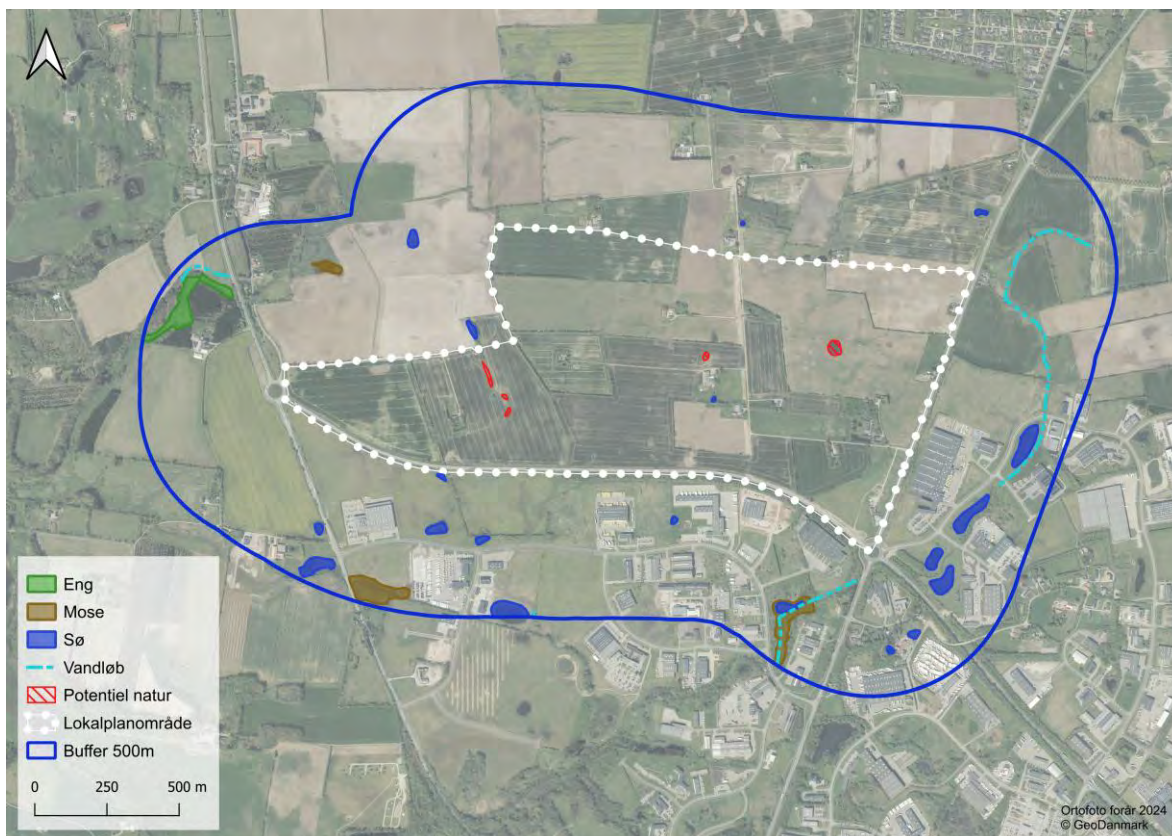 Eng
Mose
Sø
Vandløb
Potentiel natur
Lokalplanområde
Buffer 500m
0 250 500 m
Ortofoto forår 2024
© GeoDanmark